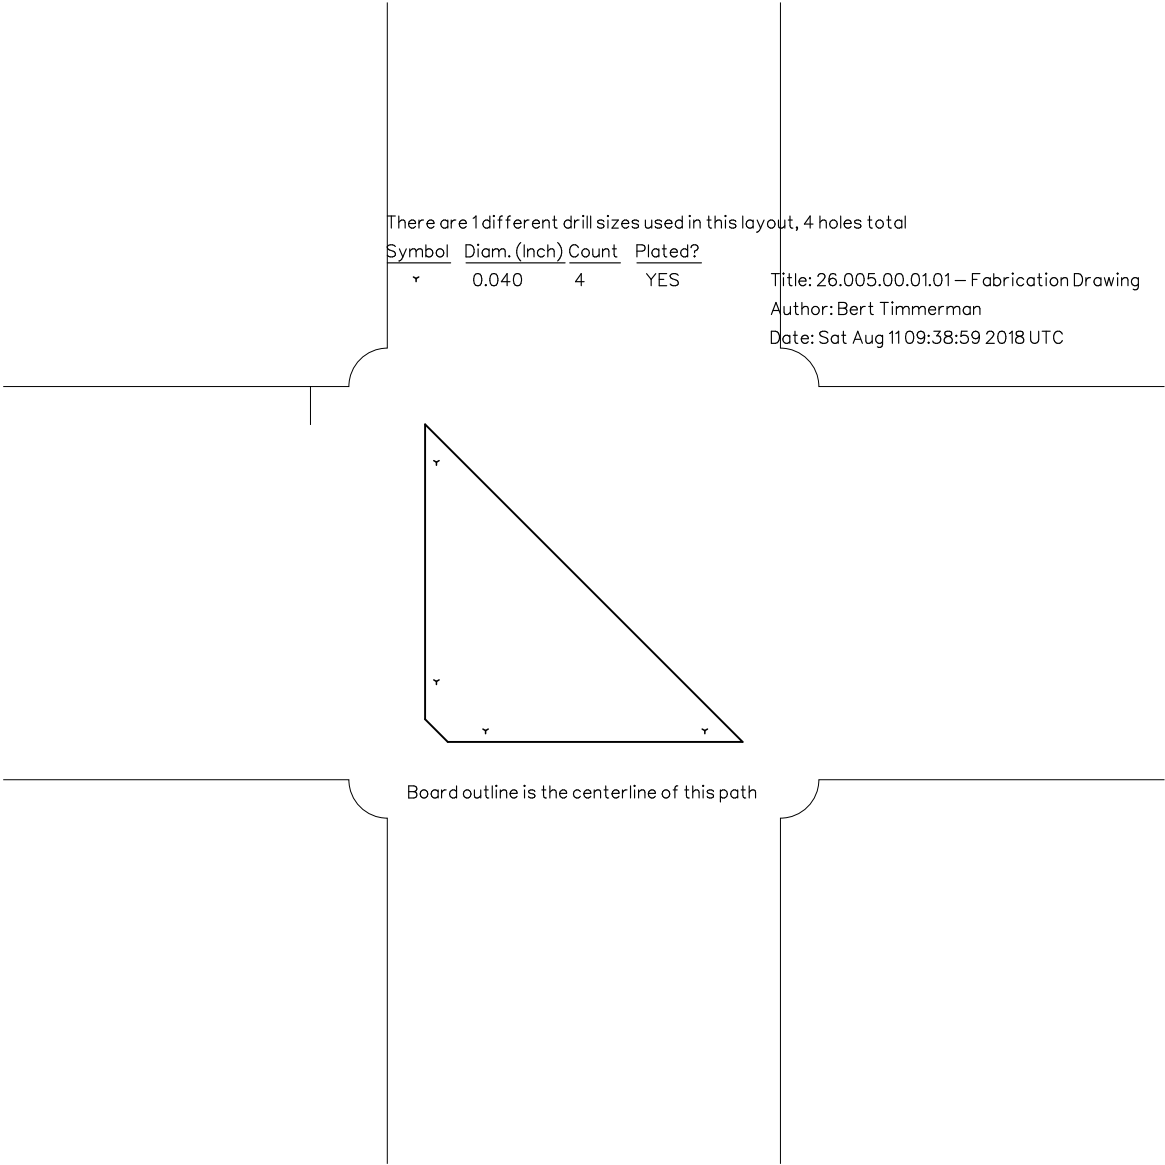 There are 1 different drill sizes used in this layout, 4 holes total
Symbol Diam. (Inch) Count Plated?
0.040 4 YES
Title: 26.005.00.01.01 — Fabrication Drawing
Author: Bert Timmerman
Date: Sat Aug 11 09:38:59 2018 UTC
Board outline is the centerline of this path